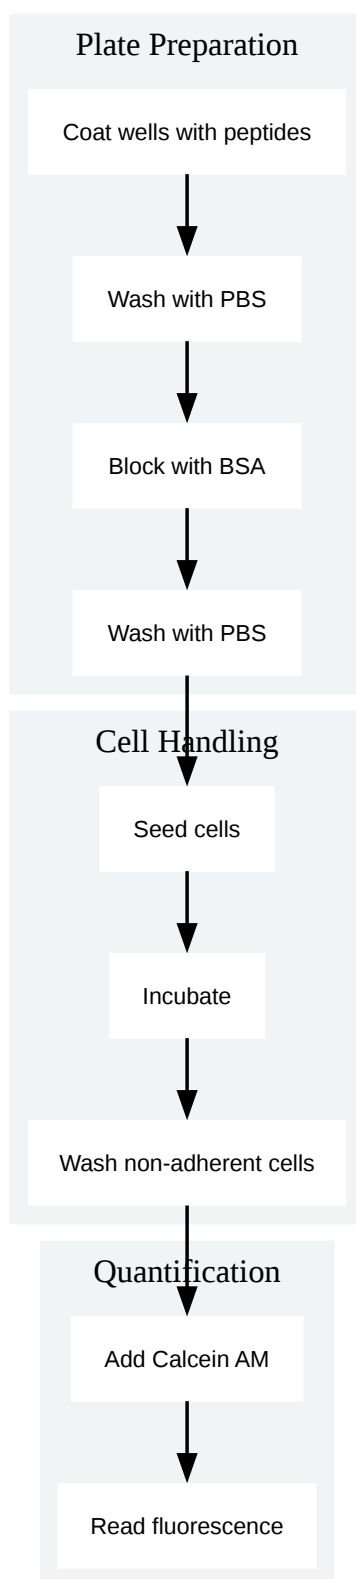 Plate Preparation
Coat wells with peptides
Wash with PBS
Block with BSA
Wash with PBS
Cell Handling
Seed cells
Incubate
Wash non-adherent cells
Quantification
Add Calcein AM
Read fluorescence